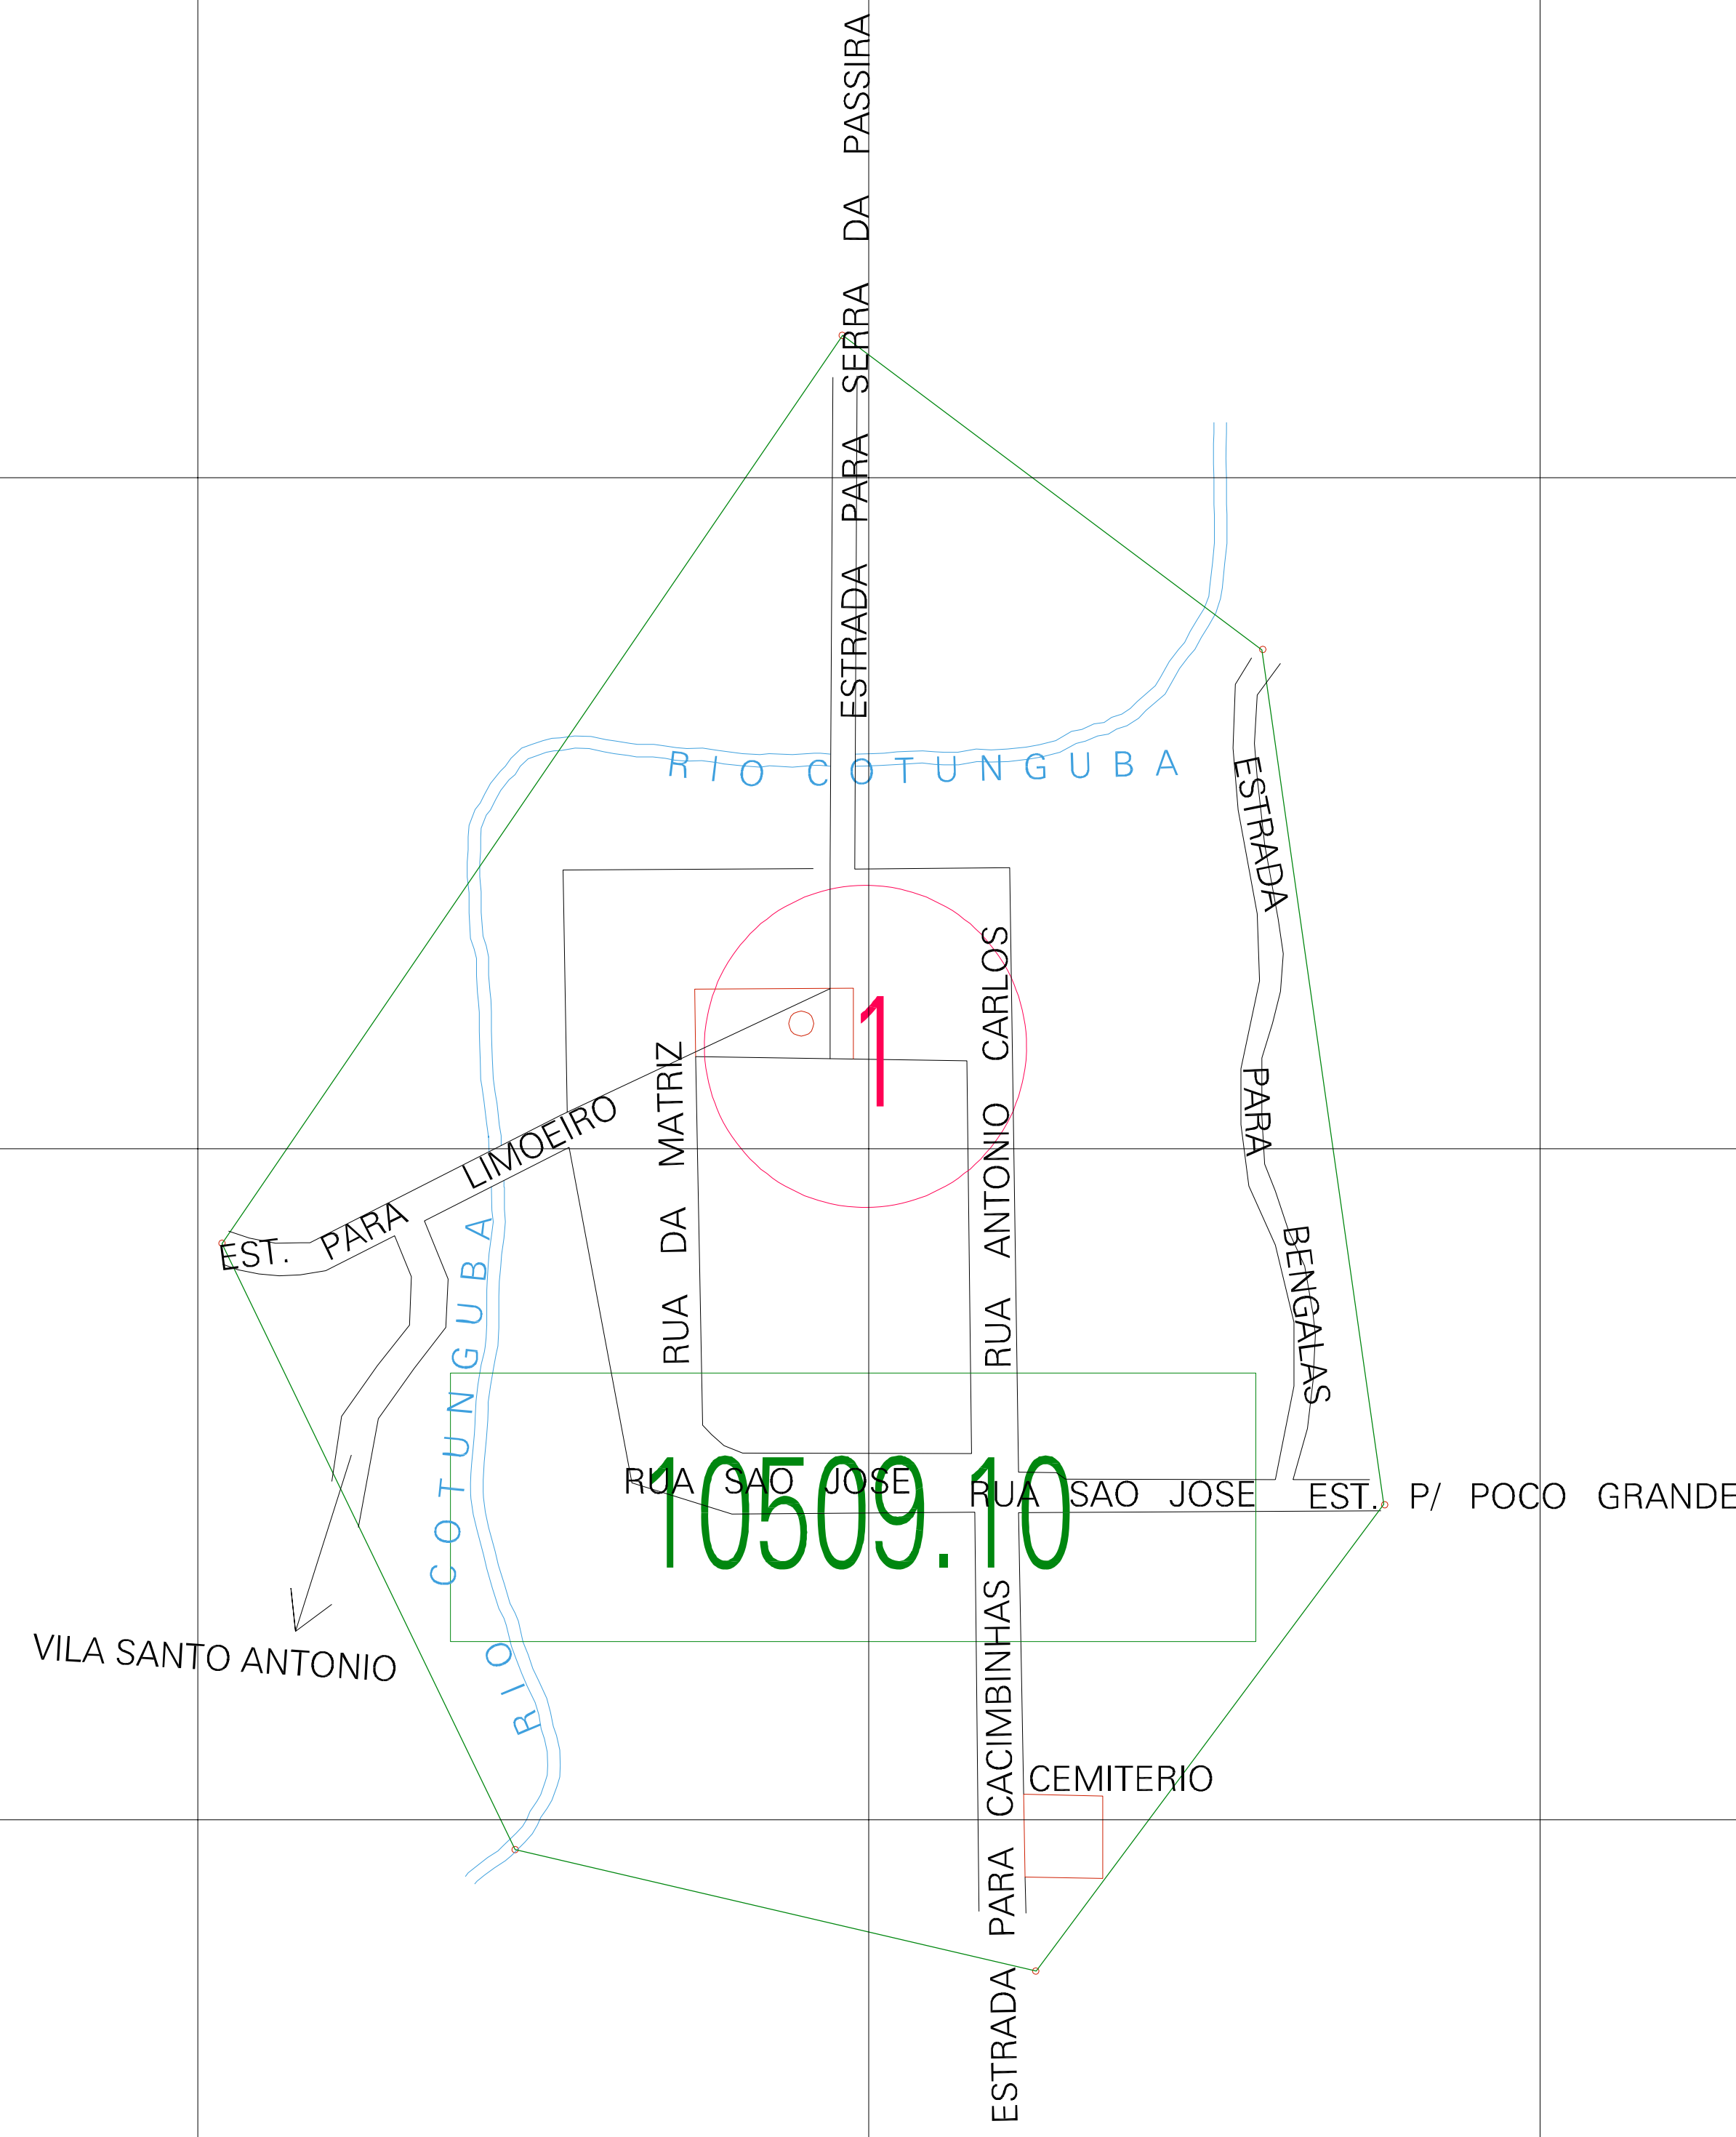 ESTRADA PARA SERRA DA PASSIRA
RIO COTUNGUBA
ESTRADA PARA BENGALAS
1
RUA DA MATRIZ
RUA ANTONIO CARLOS
EST. PARA LIMOEIRO
RIO COTUNGUBA
RUA SAO JOSE
RUA SAO JOSE
EST. P/ POCO GRANDE
10509.10
VILA SANTO ANTONIO
ESTRADA PARA CACIMBINHAS
CEMITERIO